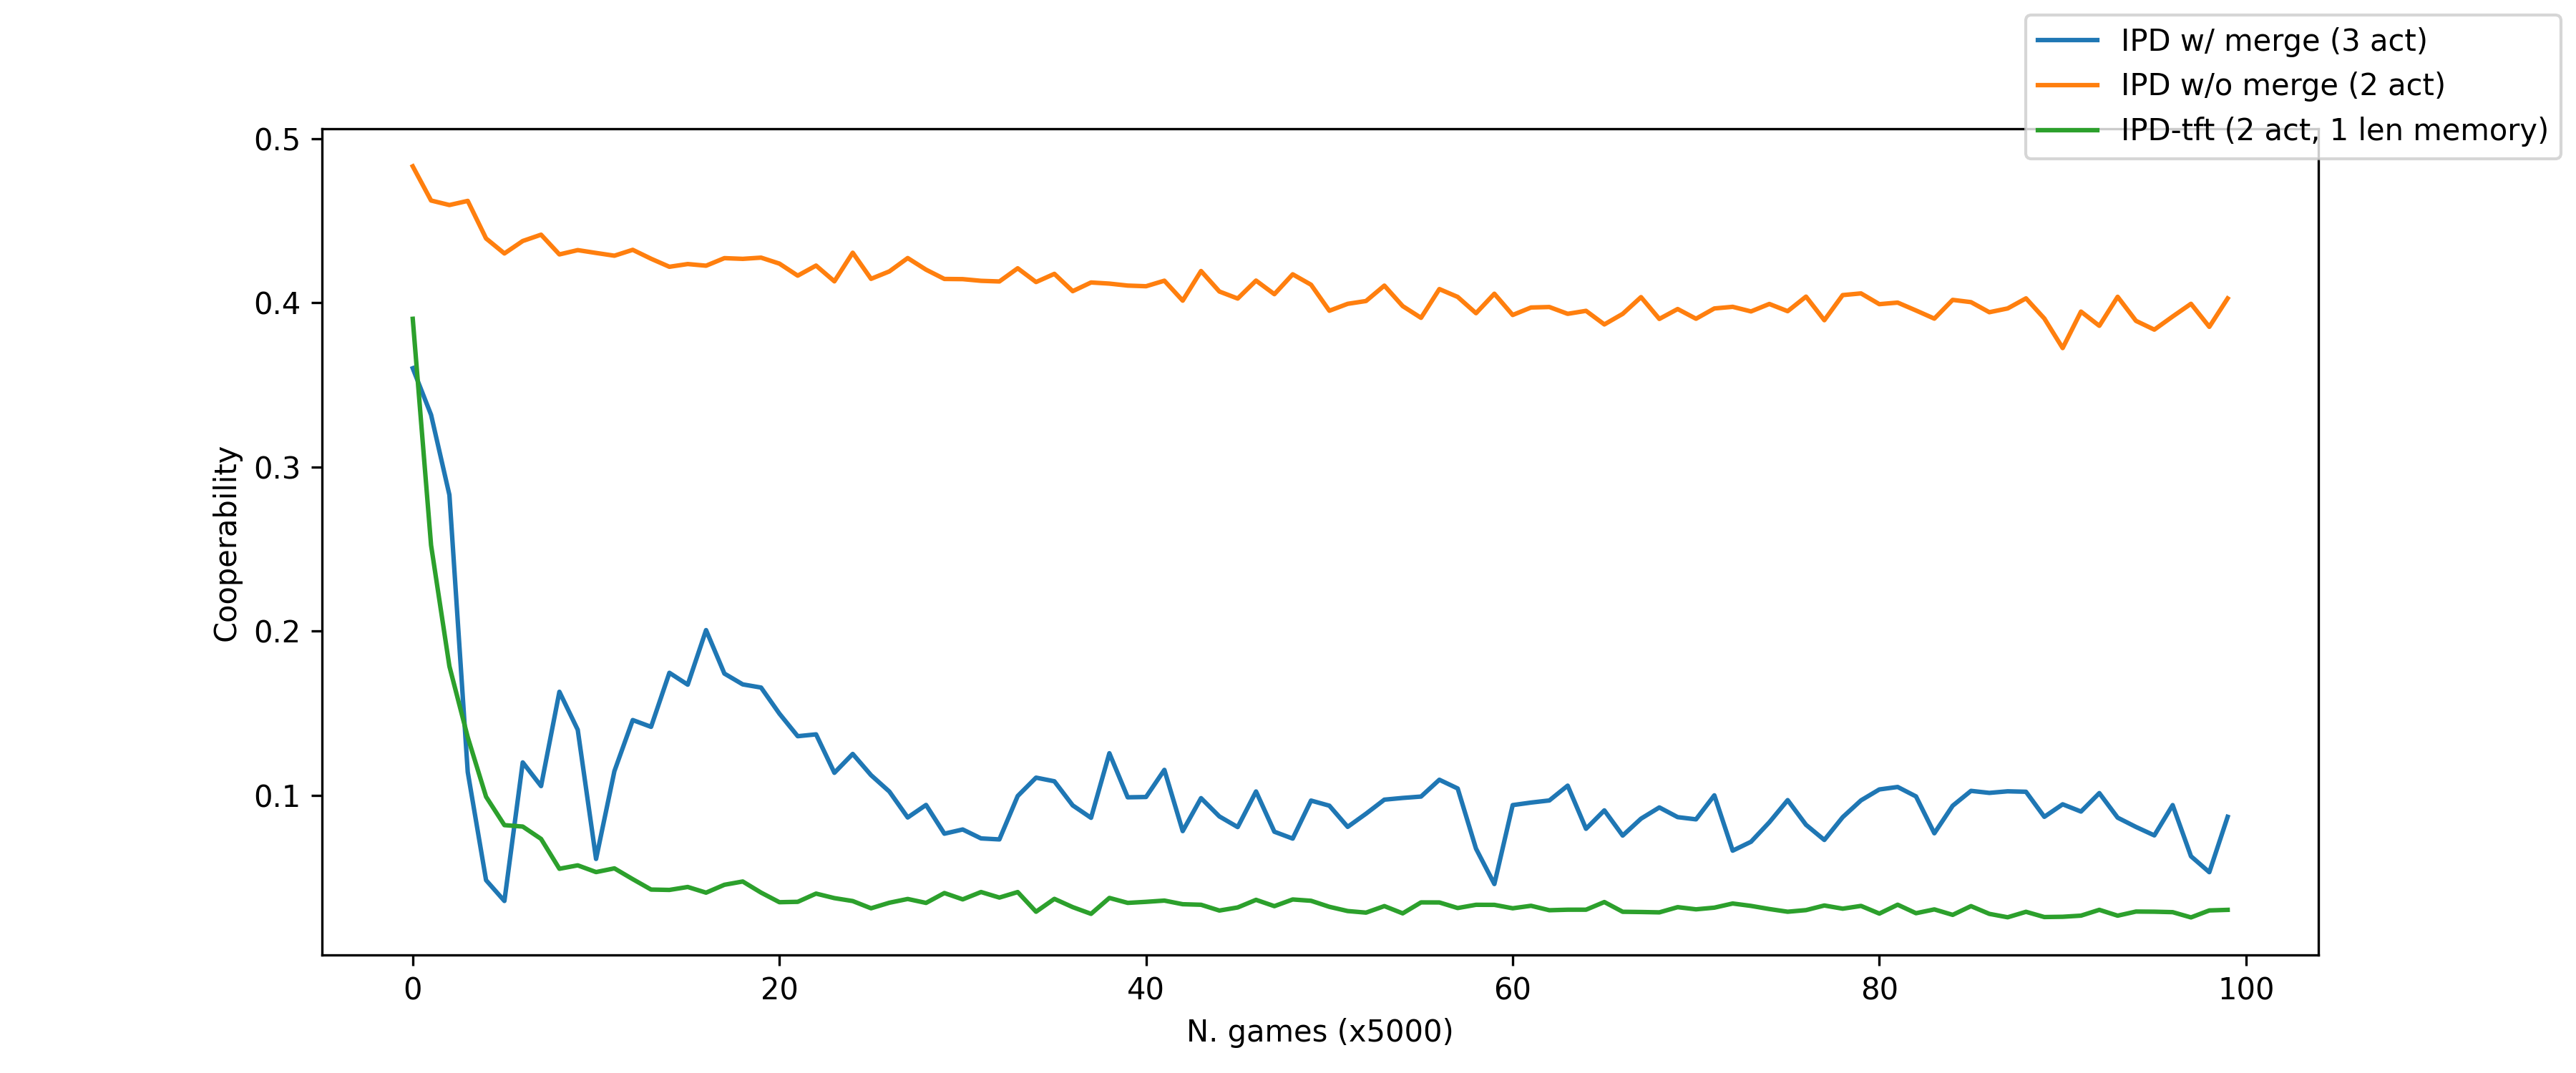 IPD w/ merge (3 act)
IPD w/o merge (2 act)
IPD-tft (2 act, 1 len memory)
0.5
0.4
0.3
0.2
0.1
Cooperability
0 20 40 60 80 100
N. games (x5000)